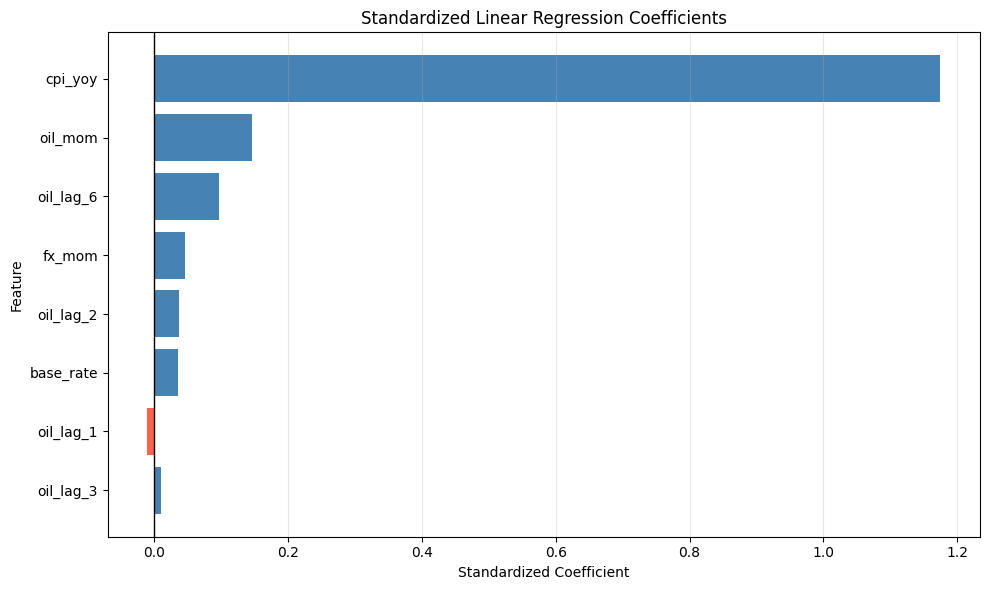 Standardized Linear Regression Coefficients
Feature
cpi_yoy
oil_mom
oil_lag_6
fx_mom
oil_lag_2
base_rate
oil_lag_1
oil_lag_3
0.0 0.2 0.4 0.6 0.8 1.0 1.2
Standardized Coefficient